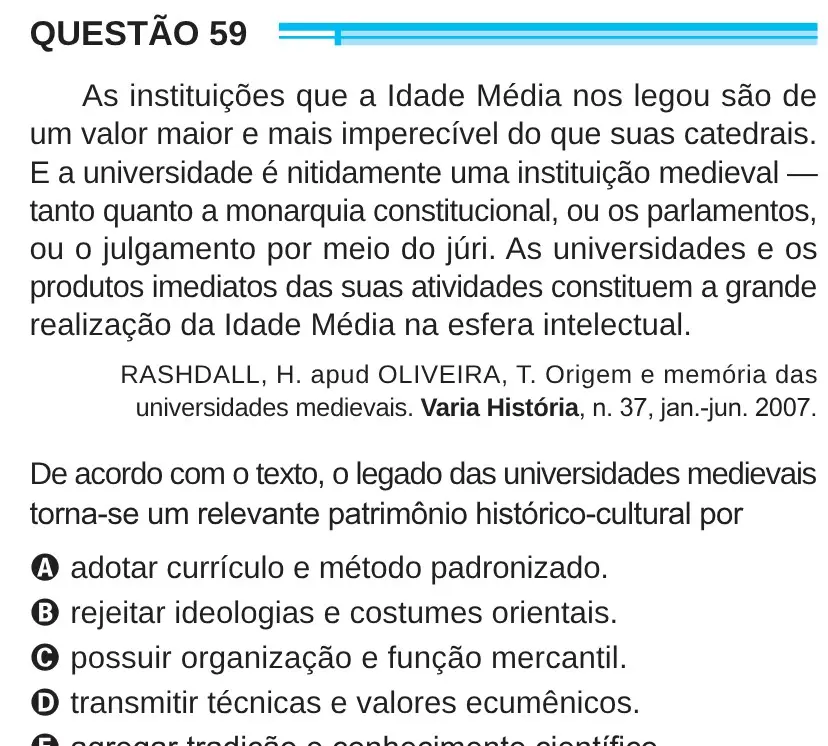 QUESTÃO 59
As instituições que a Idade Média nos legou são de
um valor maior e mais imperecível do que suas catedrais.
E a universidade é nitidamente uma instituição medieval —
tanto quanto a monarquia constitucional, ou os parlamentos,
ou o julgamento por meio do júri. As universidades e os
produtos imediatos das suas atividades constituem a grande
realização da Idade Média na esfera intelectual.
RASHDALL, H. apud OLIVEIRA, T. Origem e memória das
universidades medievais. Varia História, n. 37, jan.-jun. 2007.
De acordo com o texto, o legado das universidades medievais
torna-se um relevante patrimônio histórico-cultural por
A adotar currículo e método padronizado.
B rejeitar ideologias e costumes orientais.
C possuir organização e função mercantil.
D transmitir técnicas e valores ecumênicos.
E agregar tradição e conhecimento científico.